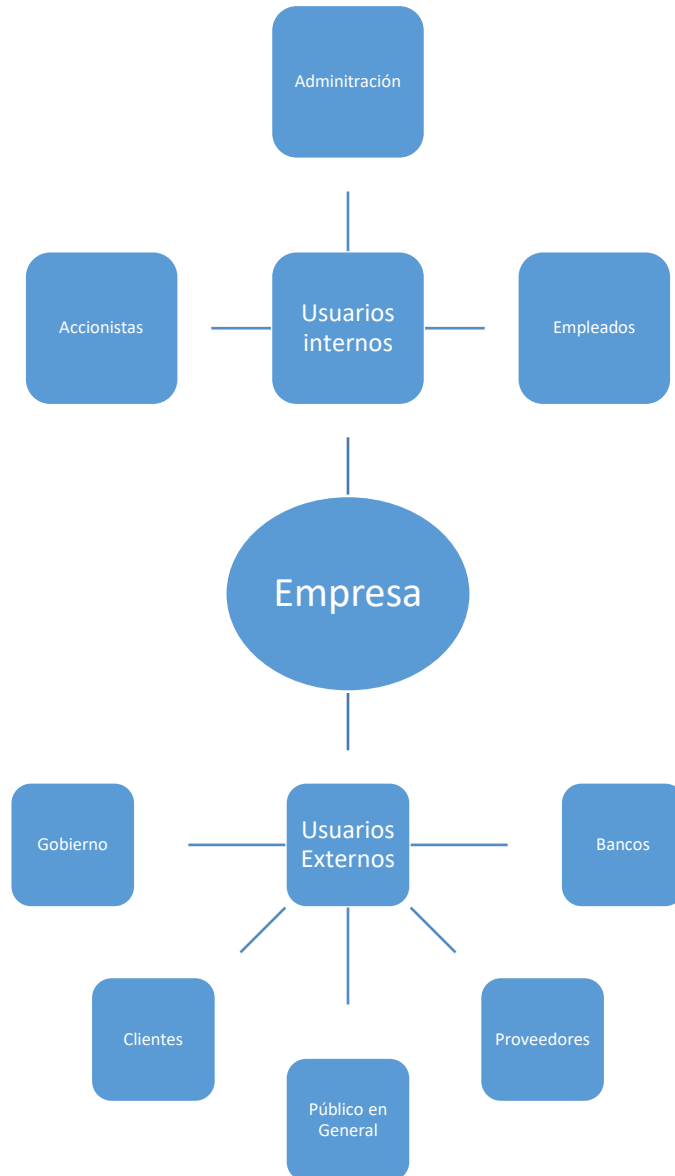 Adminitración
Accionistas
Usuarios
internos
Empleados
Empresa
Gobierno
Usuarios
Externos
Bancos
Clientes
Proveedores
Público en
General